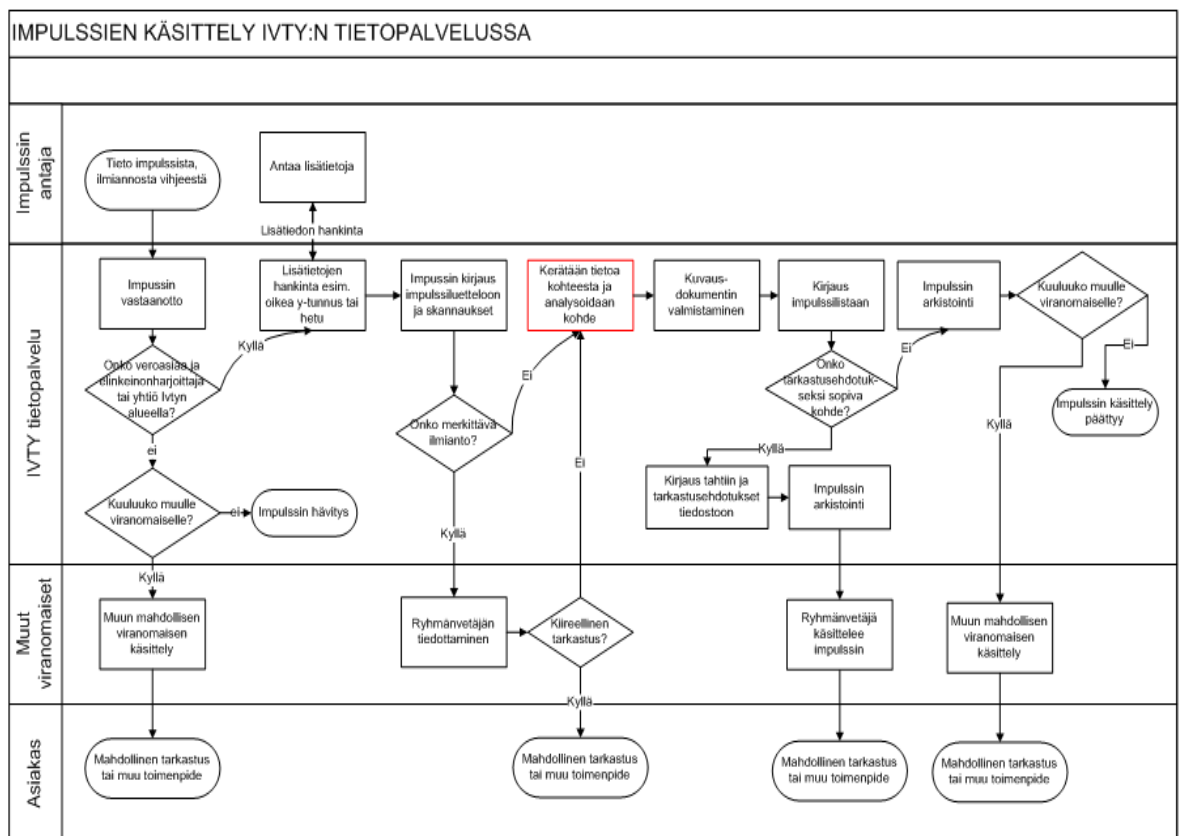 IMPULSSIEN KÄSITTELY IVTY:N TIETOPALVELUSSA
Impulssin
antaja
Tieto impulssista,
ilmiannosta vihjeestä
Antaa lisätietoja
Lisätiedon hankinta
IVTY tietopalvelu
Impussin
vastaanotto
Lisätietojen
hankinta esim.
oikea y-tunnus tai
hetu
Impussin kirjaus
impulssiluetteloon
ja skannaukset
Kerätään tietoa
kohteesta ja
analysoidaan
kohde
Kuvaus-
dokumentin
valmistaminen
Kirjaus
impulssilistaan
Impulssin
arkistointi
Kuuluuko muulle
viranomaiselle?
Kyllä
Onko veroasiaa ja
elinkeinonharjoittaja
tai yhtiö Ivtyn
alueella?
Ei
Ei
Ei
Onko
tarkastusehdotuk-
seksi sopiva
kohde?
Impulssin käsittely
päättyy
Onko merkittävä
ilmianto?
Kyllä
ei
Kyllä
Ei
Kuuluuko muulle
viranomaiselle?
ei
Impulssin hävitys
Kirjaus tahtiin ja
tarkastusehdotukset
tiedostoon
Impulssin
arkistointi
Kyllä
Muut
viranomaiset
Kyllä
Muun mahdollisen
viranomaisen
käsittely
Ryhmänvetäjän
tiedottaminen
Kiireellinen
tarkastus?
Ryhmänvetäjä
käsittelee
impulssin
Muun mahdollisen
viranomaisen
käsittely
Kyllä
Asiakas
Mahdollinen tarkastus
tai muu toimenpide
Mahdollinen tarkastus
tai muu toimenpide
Mahdollinen tarkastus
tai muu toimenpide
Mahdollinen tarkastus
tai muu toimenpide